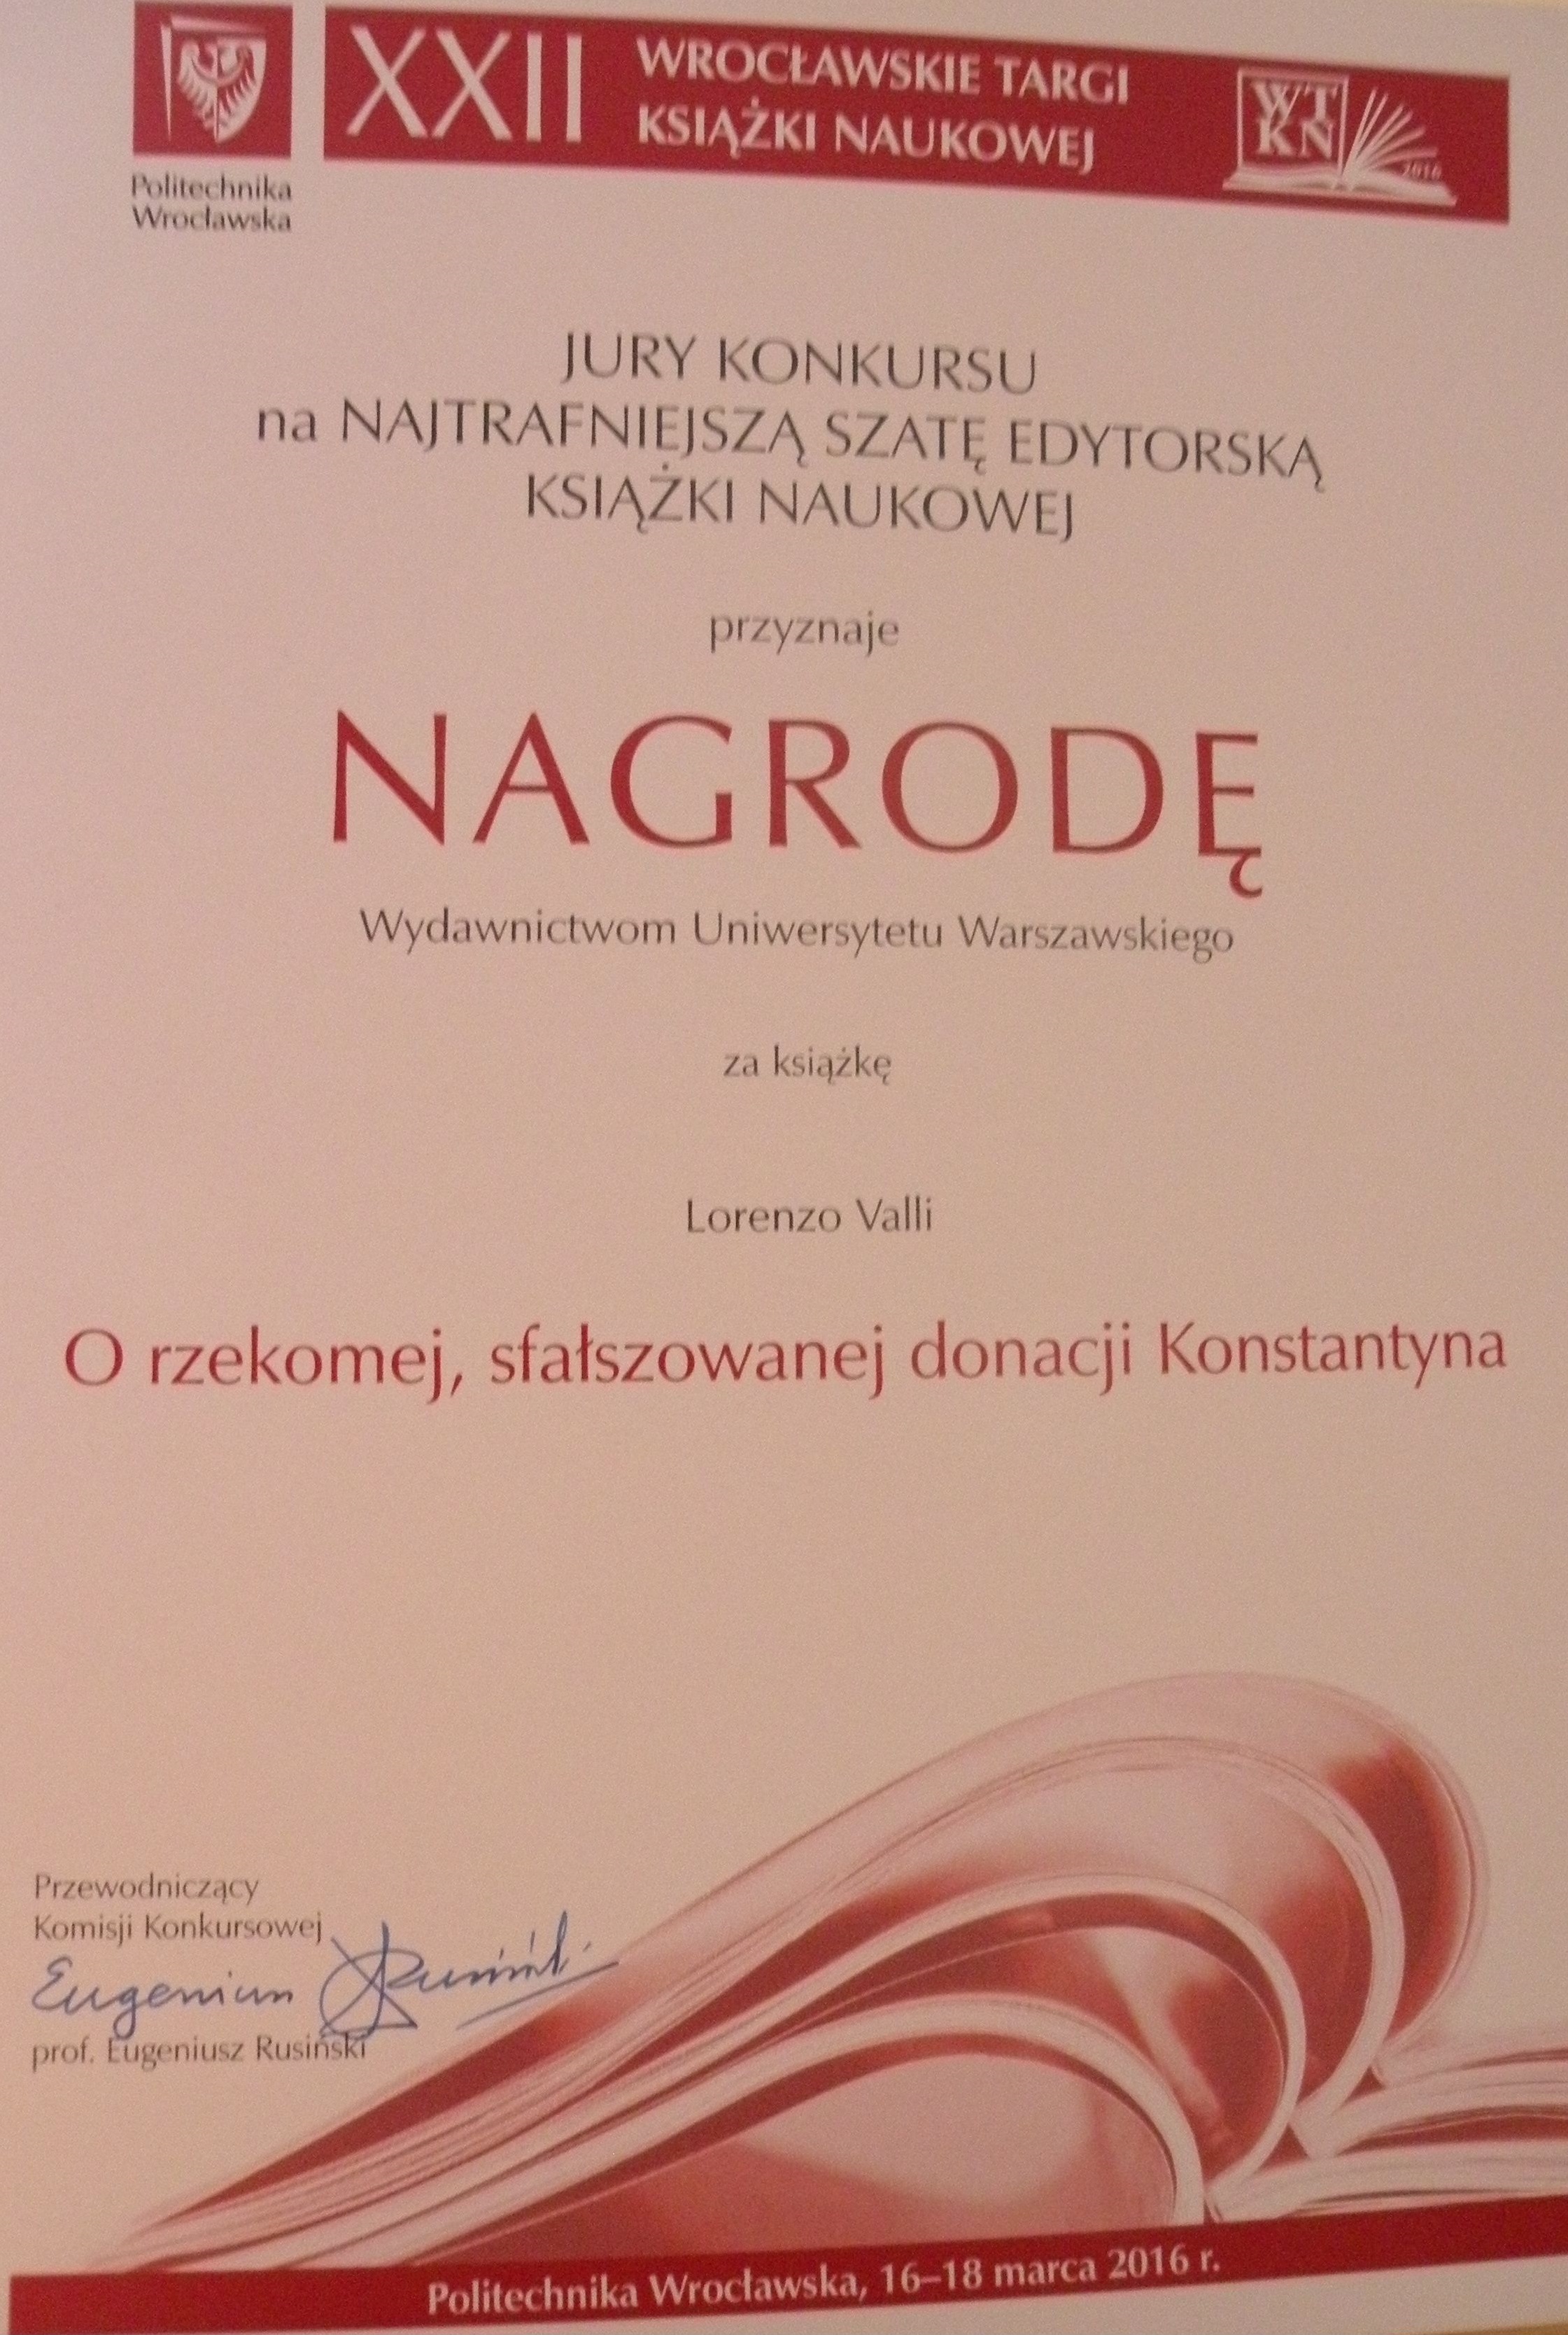 XXII
WROCŁAWSKIE TARGI
KSIĄŻKI NAUKOWEJ
WT
KN
2016
Politechnika
Wrocławska
JURY KONKURSU
na NAJTRAFNIEJSZĄ SZATĘ EDYTORSKĄ
KSIĄŻKI NAUKOWEJ
przyznaje
NAGRODĘ
Wydawnictwom Uniwersytetu Warszawskiego
za książkę
Lorenzo Valli
O rzekomej, sfałszowanej donacji Konstantyna
Przewodniczący
Komisji Konkursowej
Eugeniusz Rusiński
prof. Eugeniusz Rusiński
Politechnika Wrocławska, 16–18 marca 2016 r.